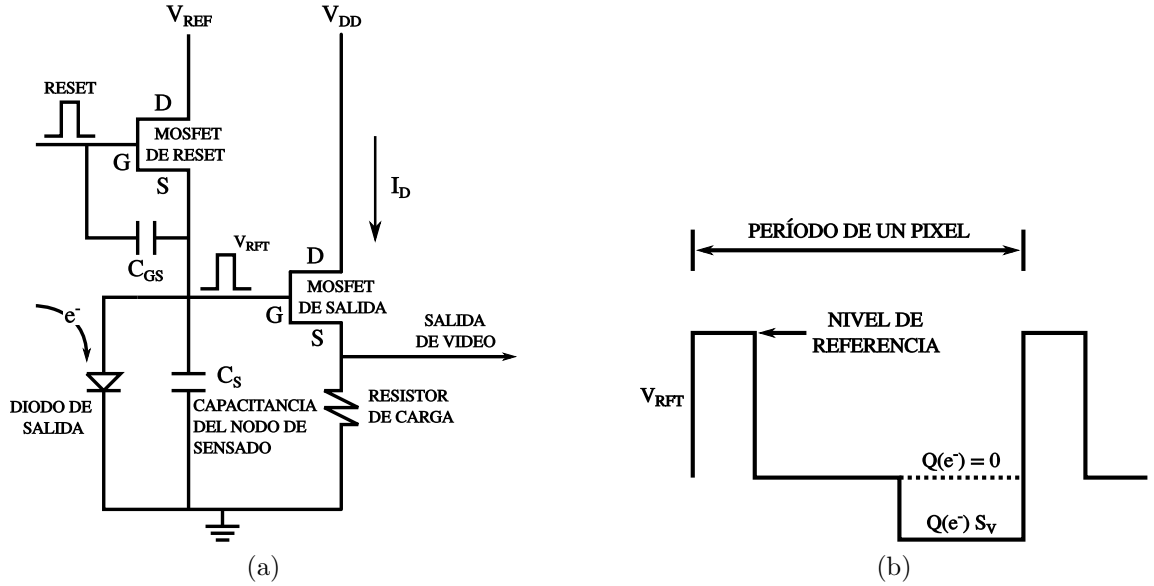 V_REF
V_DD
RESET
D
MOSFET
DE RESET
G
S
I_D
C_GS
V_RFT
D
MOSFET
DE SALIDA
G
S
SALIDA
DE VIDEO
e-
C_S
DIODO DE
SALIDA
CAPACITANCIA
DEL NODO DE
SENSADO
RESISTOR
DE CARGA
(a)
PERÍODO DE UN PIXEL
NIVEL DE
REFERENCIA
V_RFT
Q(e-) = 0
Q(e-) S_V
(b)